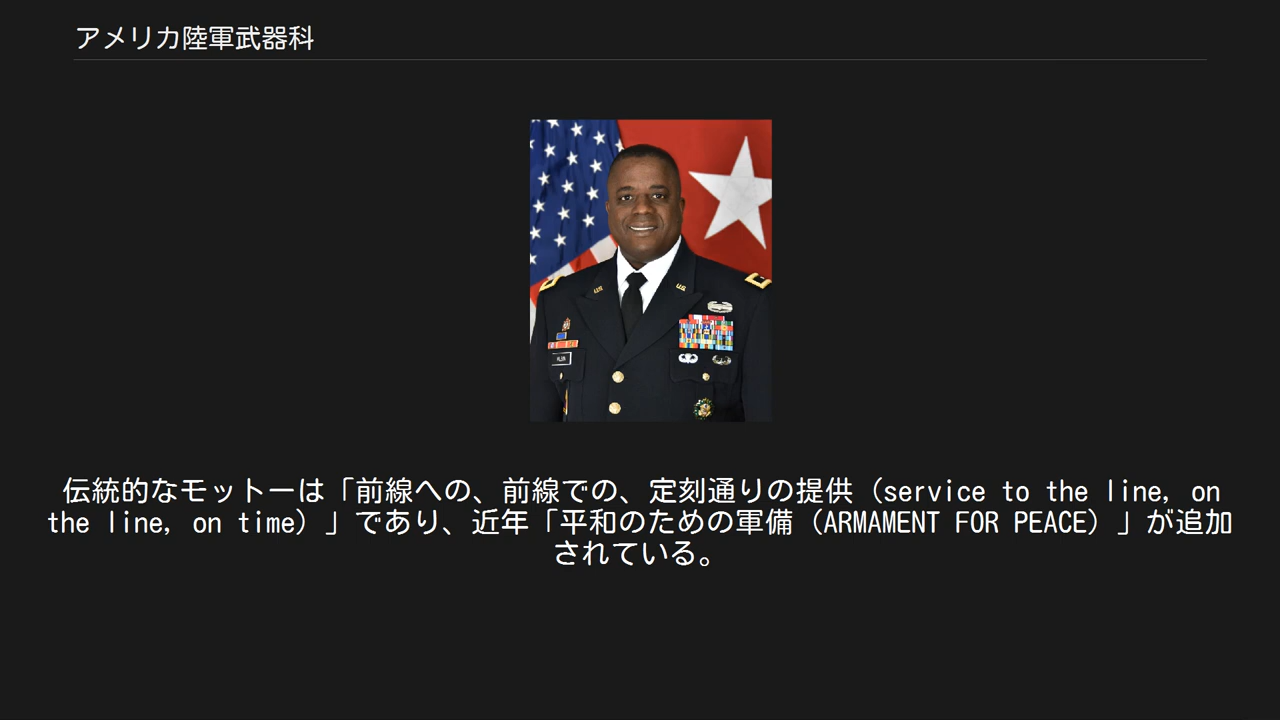 アメリカ陸軍武器科
伝統的なモットーは「前線への、前線での、定刻通りの提供（service to the line, on
the line, on time）」であり、近年「平和のための軍備（ARMAMENT FOR PEACE）」が追加
されている。